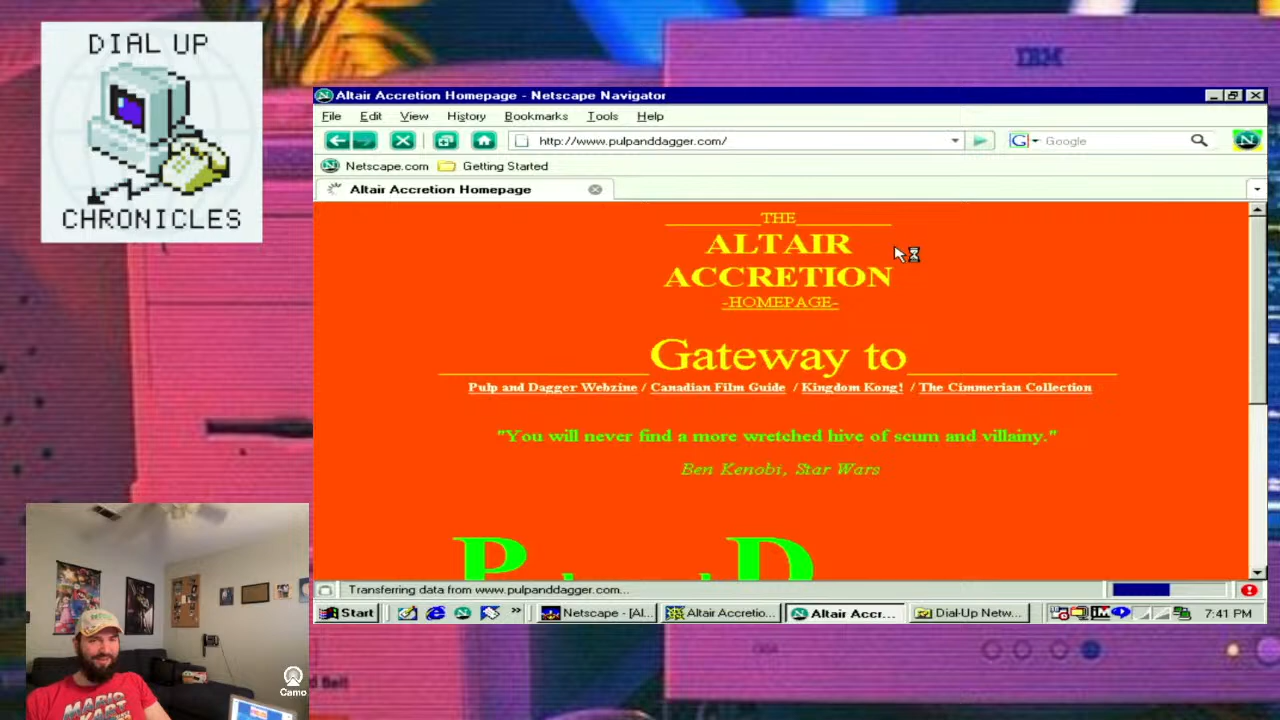 DIAL UP
CHRONICLES
IBM
Altair Accretion Homepage - Netscape Navigator
File Edit View History Bookmarks Tools Help
http://www.pulpanddagger.com/
G Google
Netscape.com Getting Started
Altair Accretion Homepage
THE
ALTAIR
ACCRETION
-HOMEPAGE-
Gateway to
Pulp and Dagger Webzine / Canadian Film Guide / Kingdom Kong! / The Cimmerian Collection
"You will never find a more wretched hive of scum and villainy."
Ben Kenobi, Star Wars
Transferring data from www.pulpanddagger.com...
Start » Netscape - [Al... Altair Accretio... Altair Accr... Dial-Up Netw... 7:41 PM
MARIO
KART
Camo
d Bell